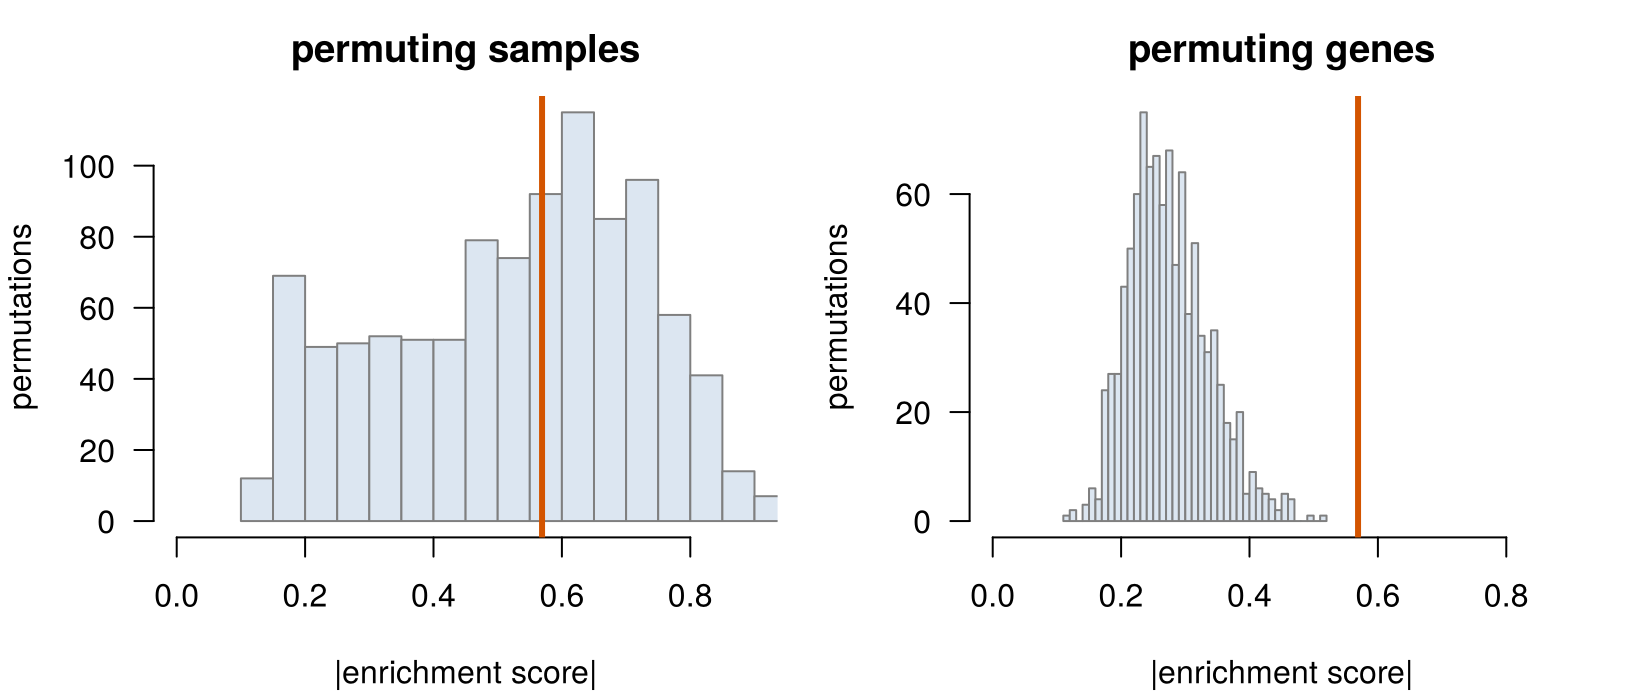 permuting samples
permutations
100
80
60
40
20
0
0.0 0.2 0.4 0.6 0.8
|enrichment score|
permuting genes
permutations
60
40
20
0
0.0 0.2 0.4 0.6 0.8
|enrichment score|